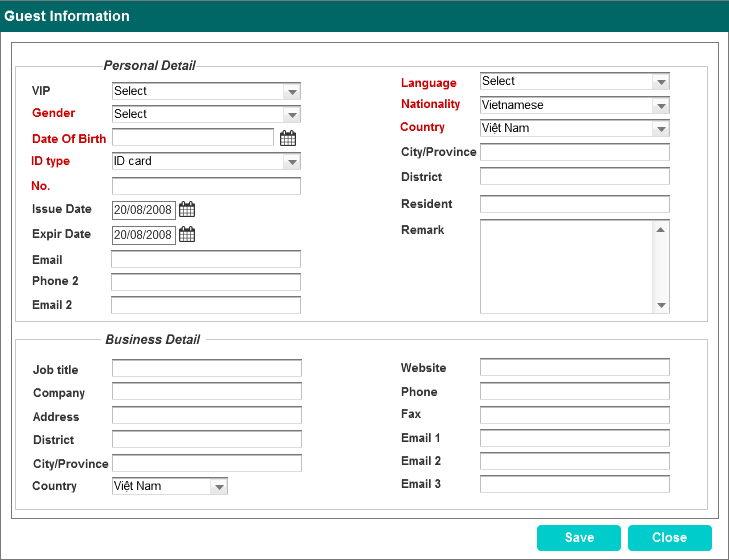 Guest Information
Personal Detail
VIP Select
Gender Select
Date Of Birth
ID type ID card
No.
Issue Date 20/08/2008
Expir Date 20/08/2008
Email
Phone 2
Email 2
Language Select
Nationality Vietnamese
Country Việt Nam
City/Province
District
Resident
Remark
Business Detail
Job title
Company
Address
District
City/Province
Country Việt Nam
Website
Phone
Fax
Email 1
Email 2
Email 3
Save Close